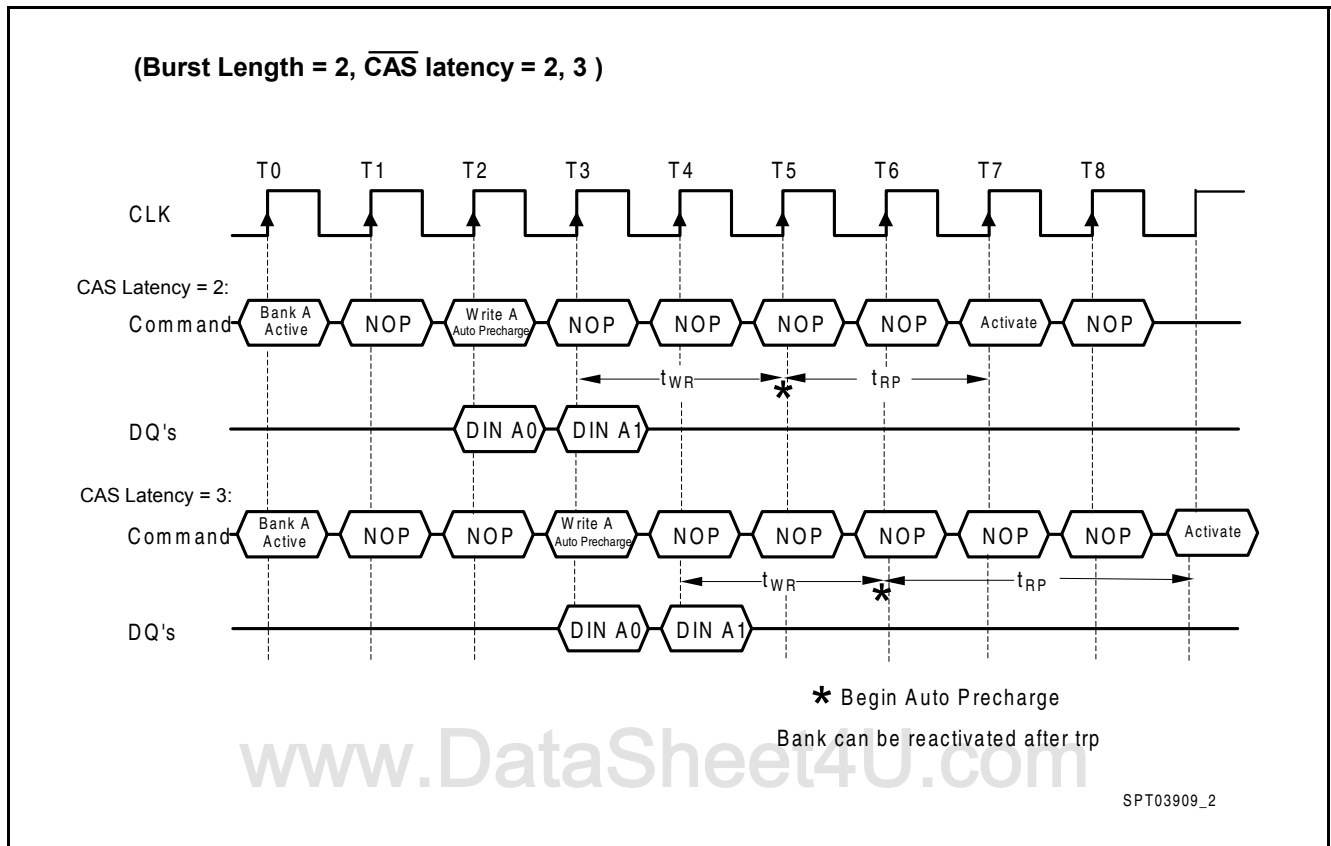 (Burst Length = 2, CAS latency = 2, 3 )
T0 T1 T2 T3 T4 T5 T6 T7 T8
CLK
CAS Latency = 2:
Command Bank A Active NOP Write A Auto Precharge NOP NOP NOP NOP Activate NOP
tWR tRP
*
DQ's DIN A0 DIN A1
CAS Latency = 3:
Command Bank A Active NOP NOP Write A Auto Precharge NOP NOP NOP NOP NOP Activate
tWR tRP
*
DQ's DIN A0 DIN A1
* Begin Auto Precharge
Bank can be reactivated after trp
www.DataSheet4U.com
SPT03909_2